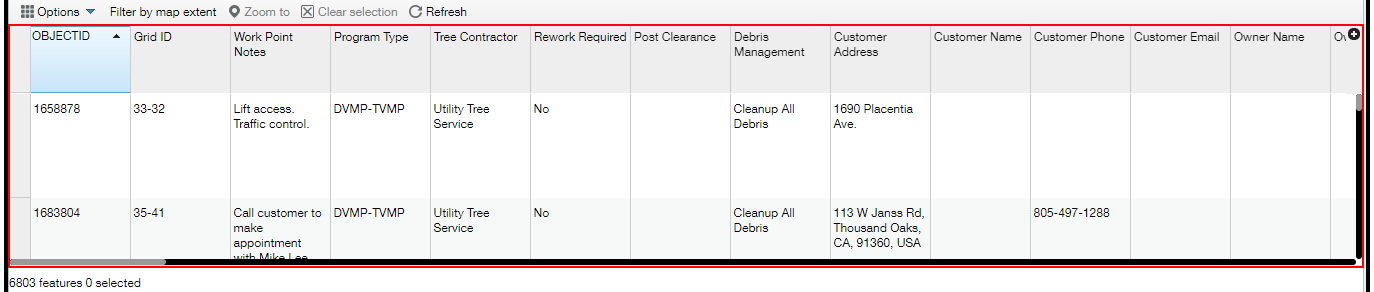 Options Filter by map extent Zoom to Clear selection Refresh
OBJECTID Grid ID Work Point Program Type Tree Contractor Rework Required Post Clearance Debris Customer Customer Name Customer Phone Customer Email Owner Name
Notes Management Address
1658878 33-32 Lift access. DVMP-TVMP Utility Tree No Cleanup All 1690 Placentia
Traffic control. Service Debris Ave.
1683804 35-41 Call customer to DVMP-TVMP Utility Tree No Cleanup All 113 W Janss Rd, 805-497-1288
make Service Debris Thousand Oaks,
appointment CA, 91360, USA
with Mike Lee
6803 features 0 selected